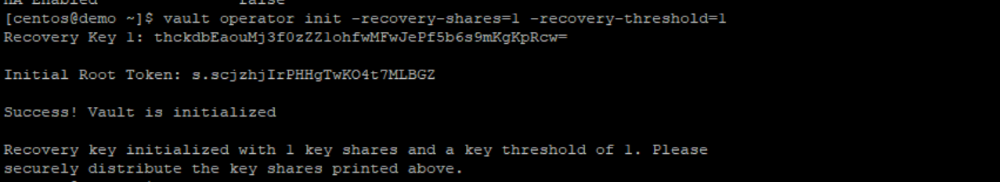 HA Enabled false
[centos@demo ~]$ vault operator init -recovery-shares=1 -recovery-threshold=1
Recovery Key 1: thckdbEaouMj3f0zZZ1ohfwMFwJePf5b6s9mKgKpRcw=
Initial Root Token: s.scjzhjIrPHHgTwKO4t7MLBGZ
Success! Vault is initialized
Recovery key initialized with 1 key shares and a key threshold of 1. Please
securely distribute the key shares printed above.